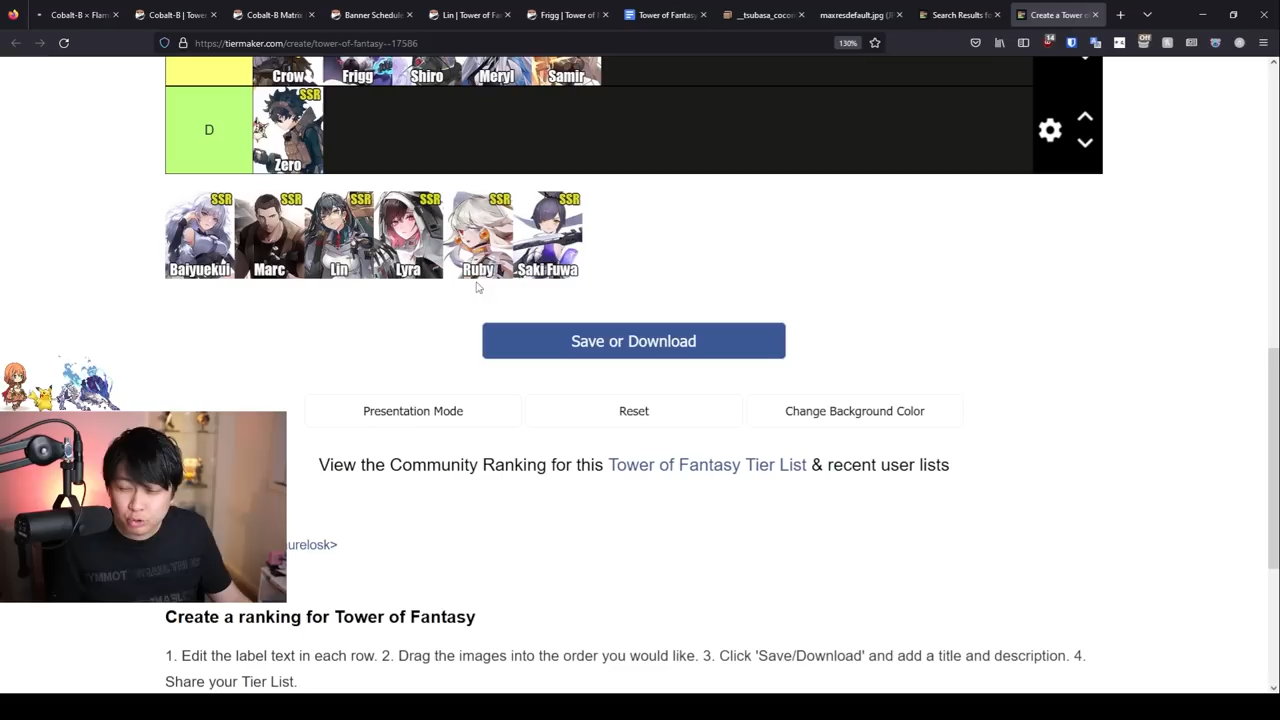 Cobalt-B × Flam
Cobalt-B | Tower
Cobalt-B Matri
Banner Schedule
Lin | Tower of Fan
Frigg | Tower of F
Tower of Fantasy
__tsubasa_cocon
maxresdefault.jpg (JP
Search Results fo
Create a Tower o
https://tiermaker.com/create/tower-of-fantasy--17586
130%
14
Off
Crow
Frigg
Shiro
Meryl
Samir
D
SSR
Zero
SSR SSR SSR SSR SSR SSR
Baiyuekui Marc Lin Lyra Ruby Saki Fuwa
Save or Download
Presentation Mode
Reset
Change Background Color
View the Community Ranking for this Tower of Fantasy Tier List & recent user lists
urelosk>
Create a ranking for Tower of Fantasy
1. Edit the label text in each row. 2. Drag the images into the order you would like. 3. Click 'Save/Download' and add a title and description. 4.
Share your Tier List.